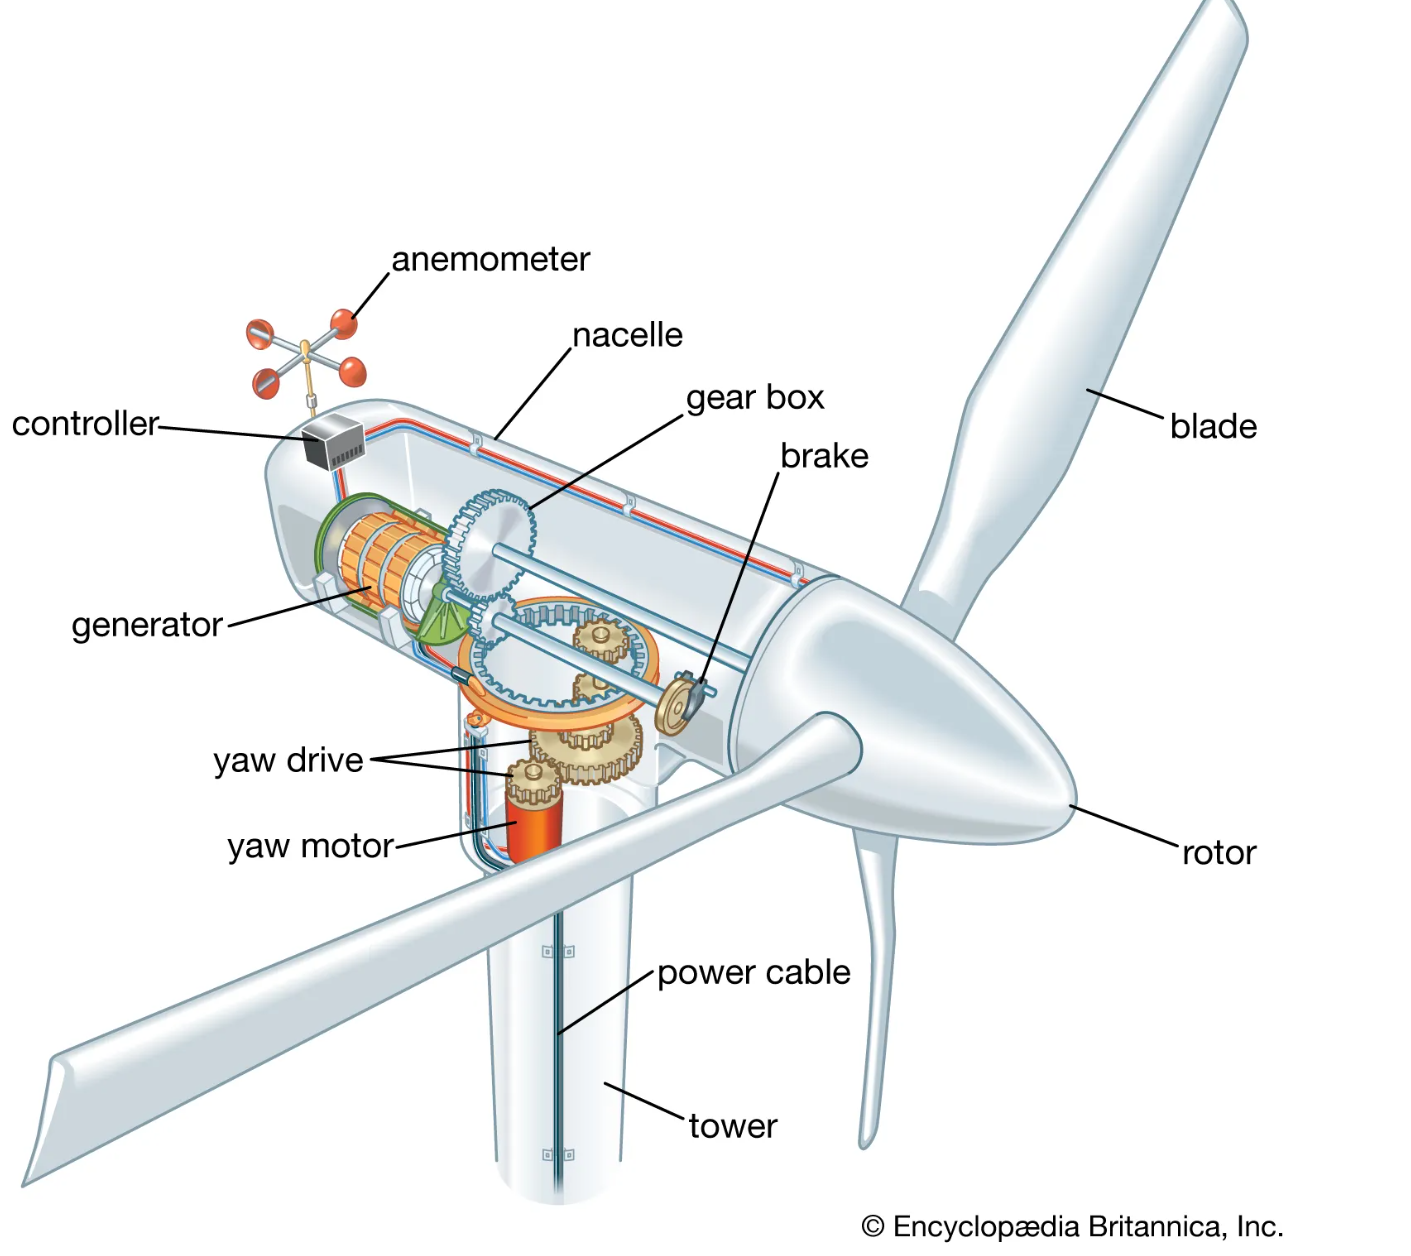 anemometer
nacelle
gear box
controller
blade
brake
generator
yaw drive
yaw motor
rotor
power cable
tower
© Encyclopædia Britannica, Inc.